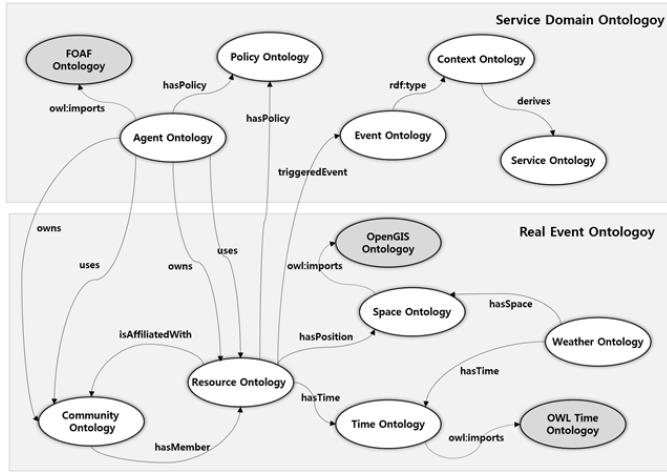 Service Domain Ontologoy
FOAF
Ontologoy
Policy Ontology
Context Ontology
hasPolicy
rdf:type
owl:imports
derives
hasPolicy
Agent Ontology
Event Ontology
Service Ontology
triggeredEvent
owns
Real Event Ontologoy
OpenGIS
Ontologoy
uses
uses
owns
owl:imports
hasSpace
Space Ontology
isAffiliatedWith
hasPosition
Weather Ontology
hasTime
Resource Ontology
hasTime
Community
Ontology
Time Ontology
OWL Time
Ontologoy
hasMember
owl:imports